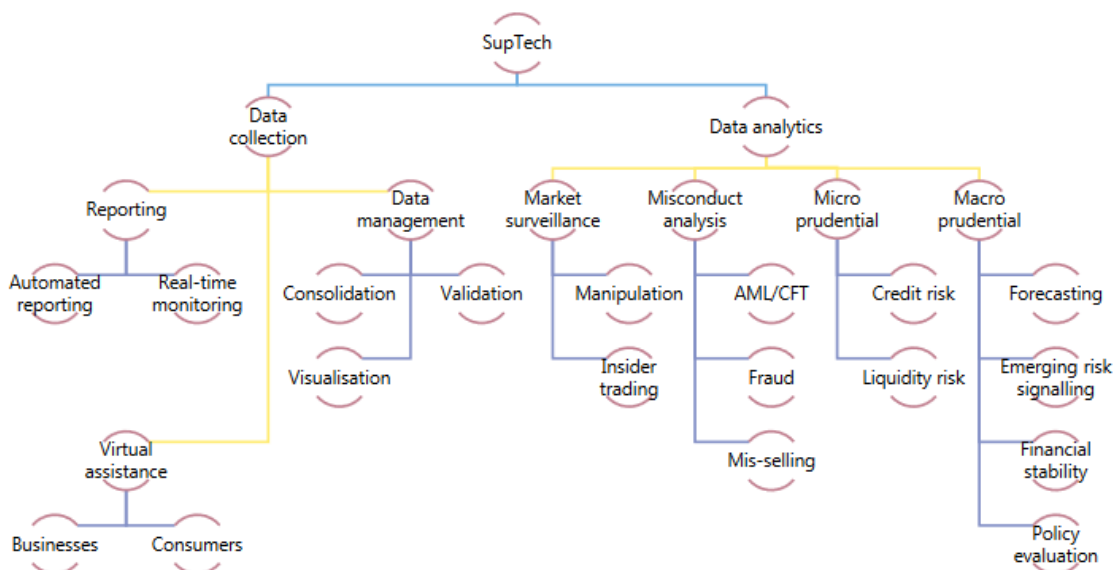 SupTech
Data
collection
Data analytics
Reporting
Data
management
Market
surveillance
Misconduct
analysis
Micro
prudential
Macro
prudential
Automated
reporting
Real-time
monitoring
Consolidation
Validation
Manipulation
AML/CFT
Credit risk
Forecasting
Visualisation
Insider
trading
Fraud
Liquidity risk
Emerging risk
signalling
Virtual
assistance
Mis-selling
Financial
stability
Businesses
Consumers
Policy
evaluation